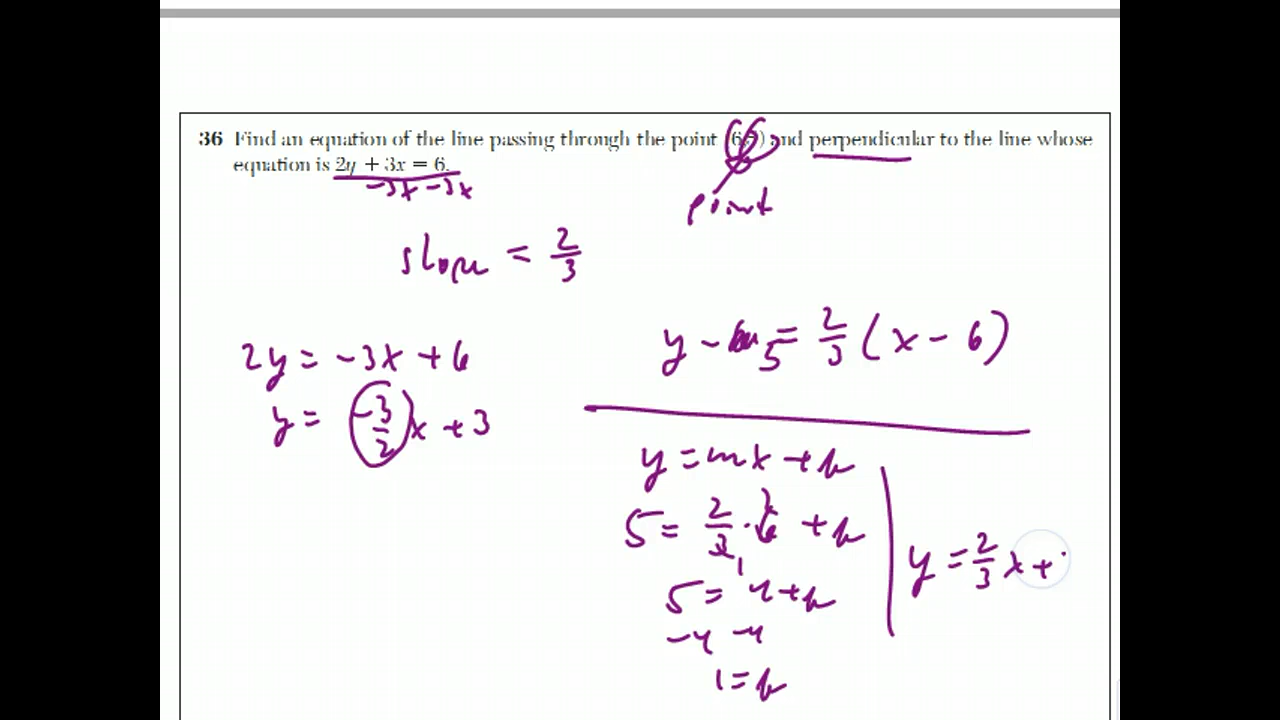 36 Find an equation of the line passing through the point (6,5) and perpendicular to the line whose
equation is 2y + 3x = 6.
-3x -3x
point
slope = 2/3
2y = -3x + 6
y = -3/2 x + 3
y - 5 = 2/3 (x - 6)
y = mx + b
5 = 2/3 · 6 + b
5 = 4 + b
-4 -4
1 = b
y = 2/3 x +